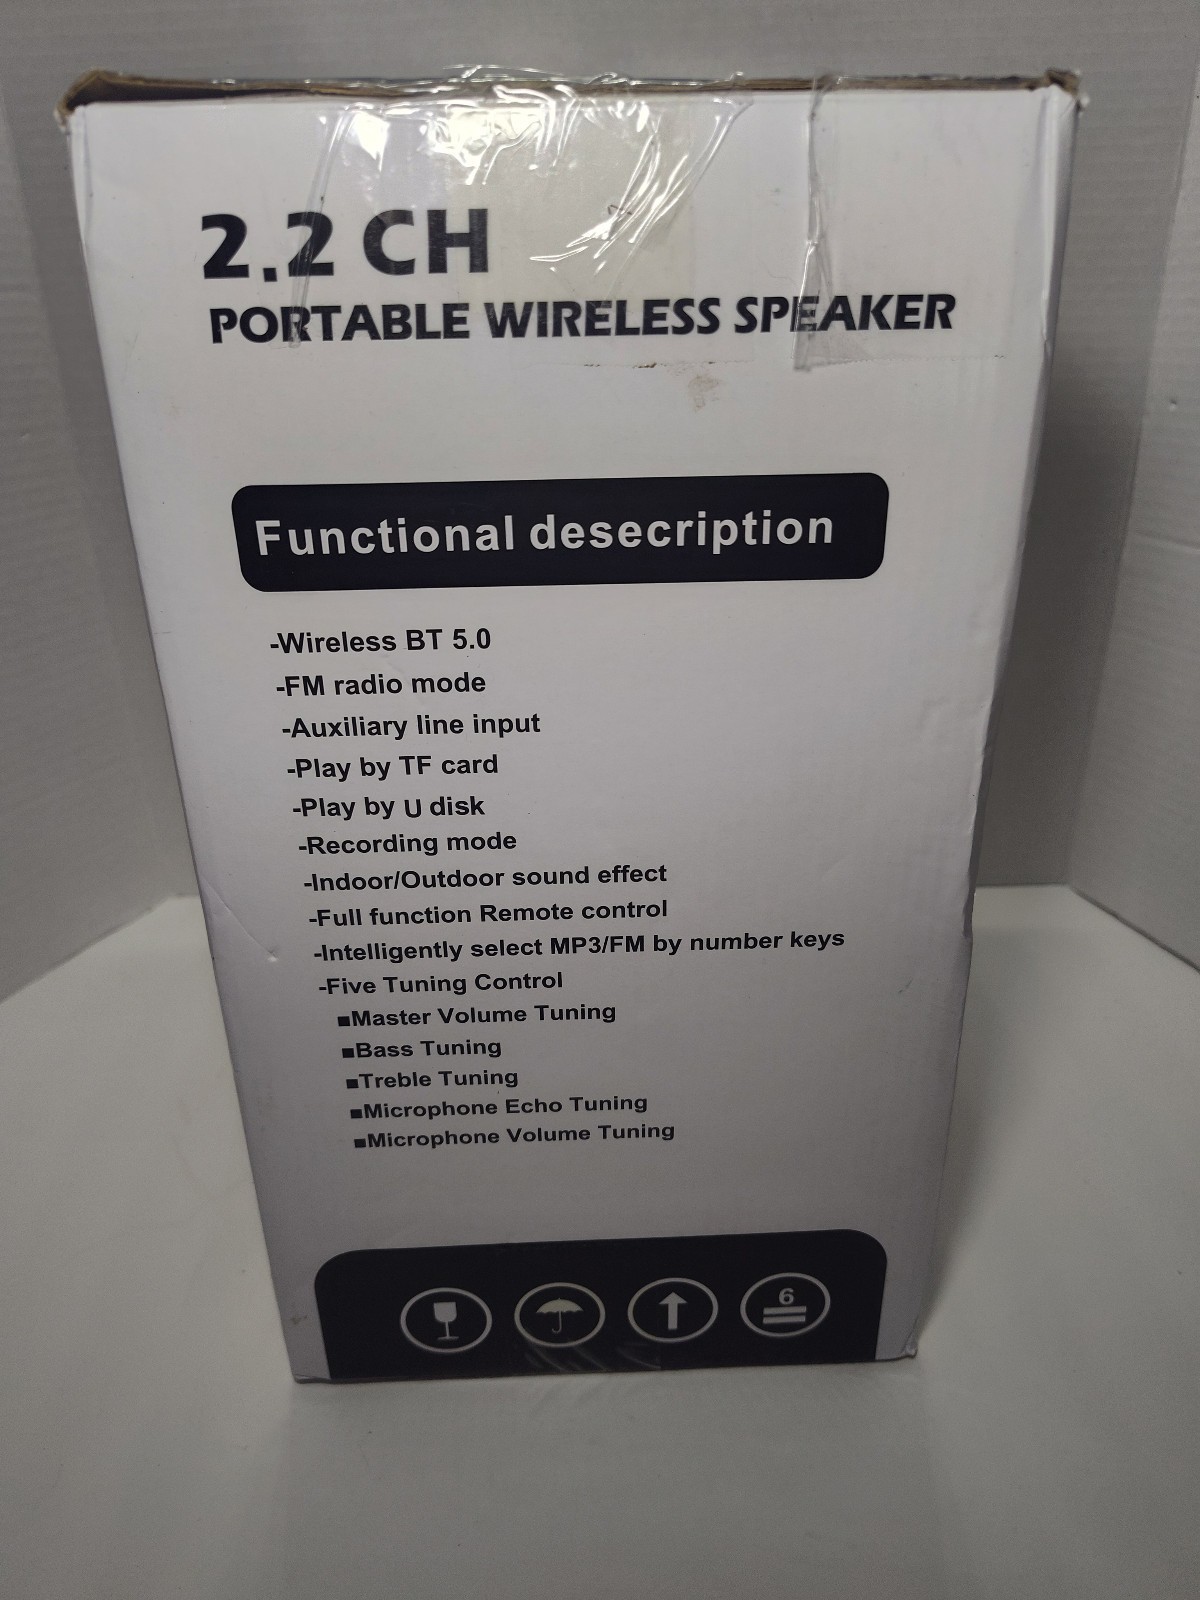 2.2 CH
PORTABLE WIRELESS SPEAKER
Functional desecription
-Wireless BT 5.0
-FM radio mode
-Auxiliary line input
-Play by TF card
-Play by U disk
-Recording mode
-Indoor/Outdoor sound effect
-Full function Remote control
-Intelligently select MP3/FM by number keys
-Five Tuning Control
■Master Volume Tuning
■Bass Tuning
■Treble Tuning
■Microphone Echo Tuning
■Microphone Volume Tuning
6